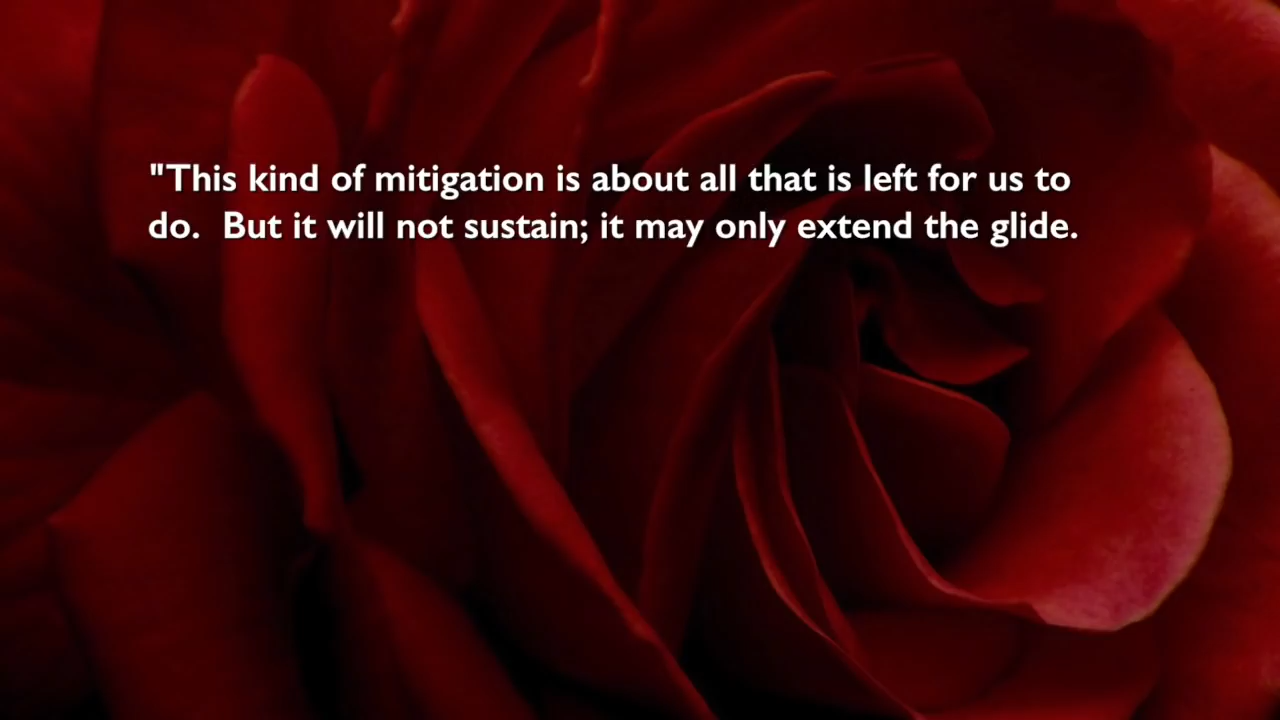 "This kind of mitigation is about all that is left for us to
do.  But it will not sustain; it may only extend the glide.